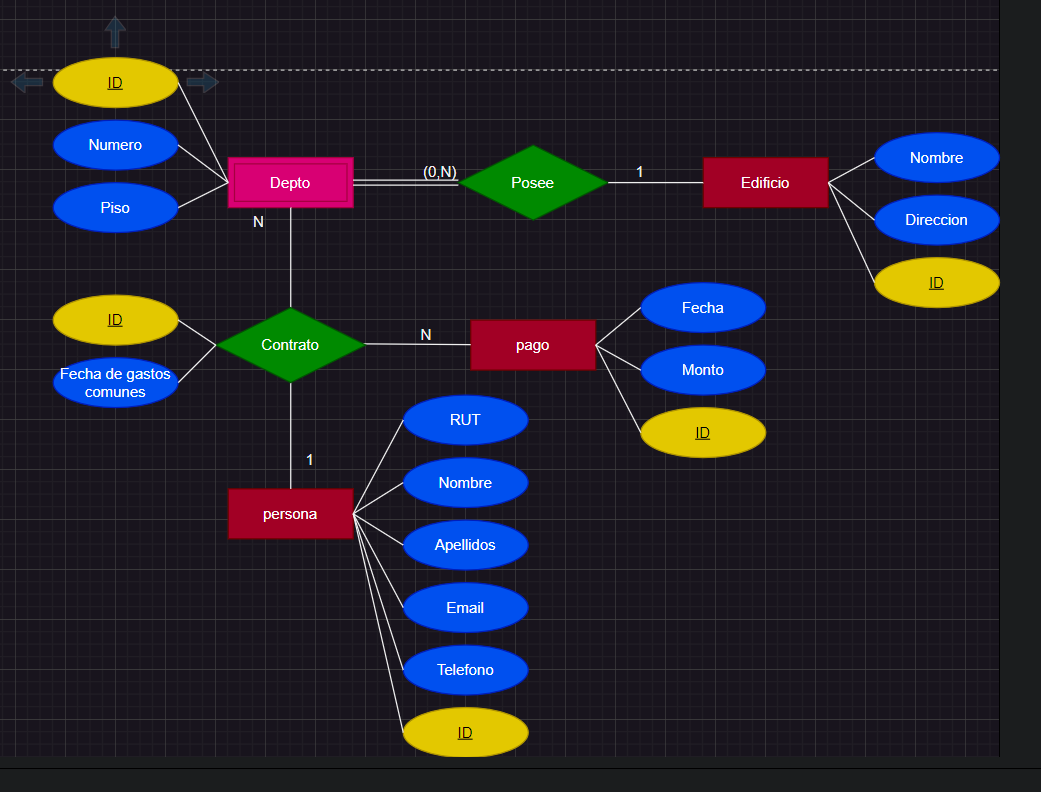 ID
Numero
Piso
Depto
(0,N)
Posee
1
Edificio
Nombre
Direccion
ID
N
ID
Fecha de gastos
comunes
Contrato
N
pago
Fecha
Monto
ID
1
persona
RUT
Nombre
Apellidos
Email
Telefono
ID